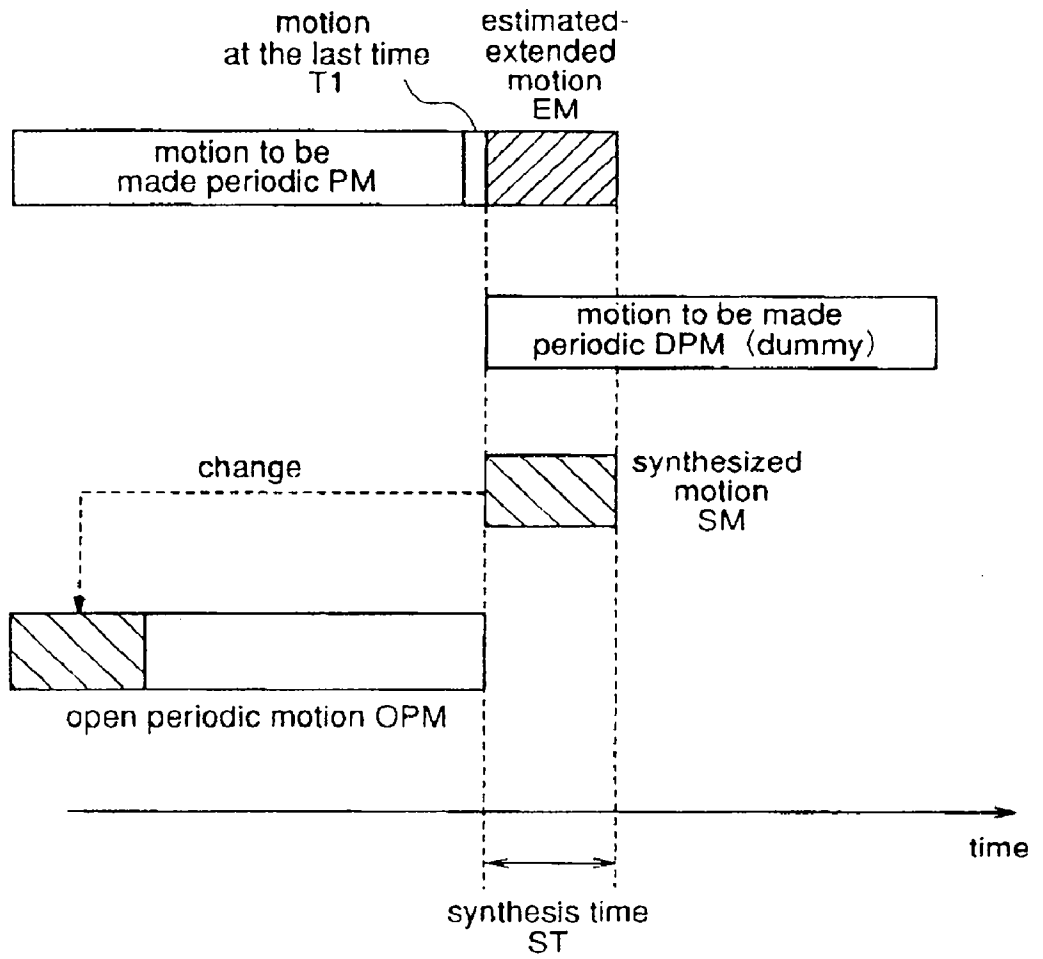 motion
at the last time
T1
estimated-
extended
motion
EM
motion to be
made periodic PM
motion to be made
periodic DPM (dummy)
change
synthesized
motion
SM
open periodic motion OPM
time
synthesis time
ST